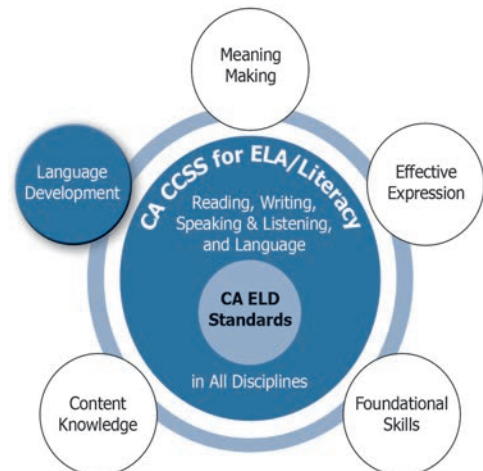 Meaning
Making
Language
Development
Effective
Expression
CA CCSS for ELA/Literacy
Reading, Writing,
Speaking & Listening,
and Language
CA ELD
Standards
in All Disciplines
Content
Knowledge
Foundational
Skills